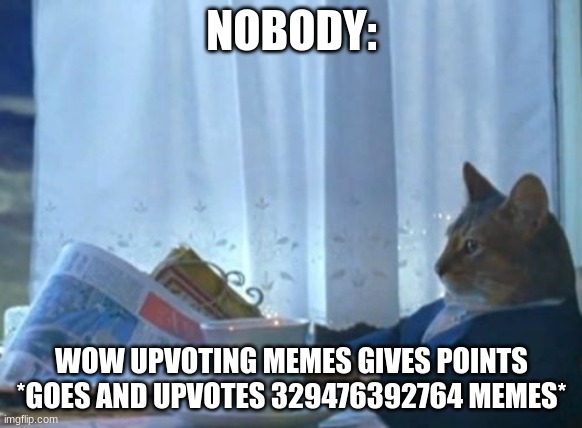 NOBODY:
WOW UPVOTING MEMES GIVES POINTS
*GOES AND UPVOTES 329476392764 MEMES*
imgflip.com